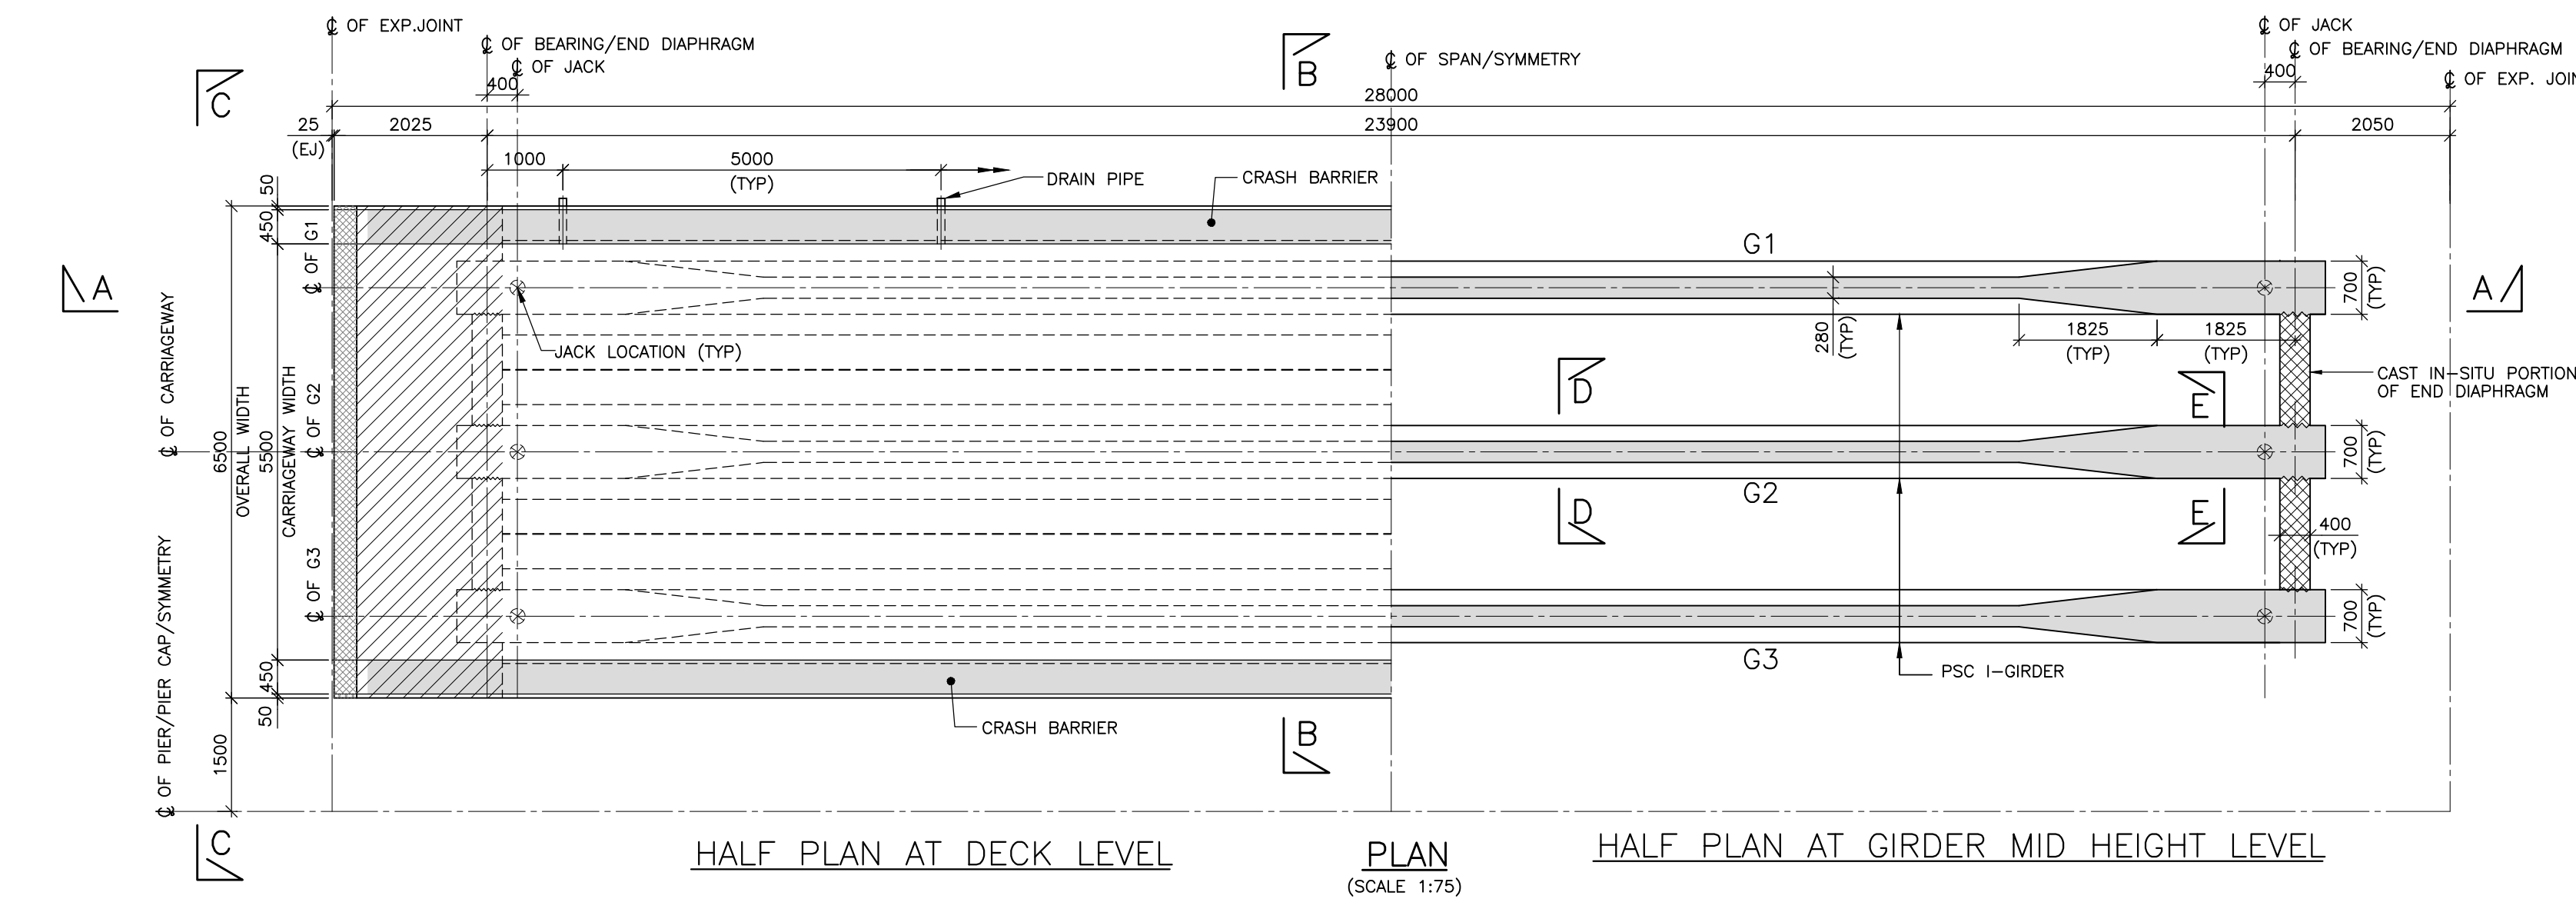 ℄ OF EXP.JOINT
℄ OF BEARING/END DIAPHRAGM
℄ OF JACK
400
B
℄ OF SPAN/SYMMETRY
℄ OF JACK
℄ OF BEARING/END DIAPHRAGM
400
℄ OF EXP. JOIN
C
28000
25
(EJ)
2025
23900
2050
1000
5000
(TYP)
DRAIN PIPE
CRASH BARRIER
50
450
℄ OF G1
G1
A
A
700
(TYP)
280
(TYP)
1825
(TYP)
1825
(TYP)
JACK LOCATION (TYP)
℄ OF CARRIAGEWAY
D
E
CAST IN-SITU PORTION
OF END DIAPHRAGM
6500
OVERALL WIDTH
5500
CARRIAGEWAY WIDTH
℄ OF G2
700
(TYP)
G2
D
E
400
(TYP)
℄ OF G3
700
(TYP)
G3
PSC I-GIRDER
450
50
℄ OF PIER/PIER CAP/SYMMETRY
1500
CRASH BARRIER
B
C
HALF PLAN AT DECK LEVEL
PLAN
(SCALE 1:75)
HALF PLAN AT GIRDER MID HEIGHT LEVEL